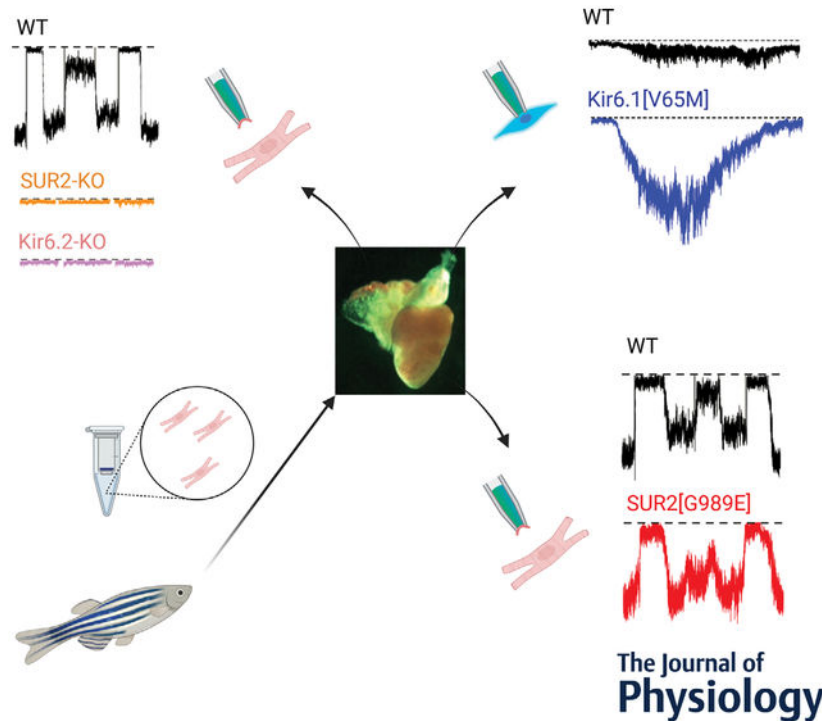 WT
SUR2-KO
Kir6.2-KO
WT
Kir6.1[V65M]
WT
SUR2[G989E]
The Journal of
Physiology